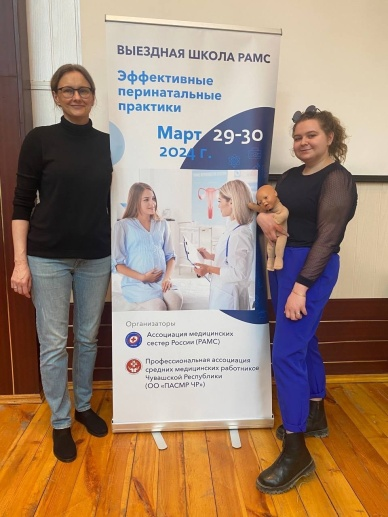 ВЫЕЗДНАЯ ШКОЛА РАМС
Эффективные
перинатальные
практики
Март 29-30
2024 г.
Организаторы
Ассоциация медицинских
сестер России (РАМС)
Профессиональная ассоциация
средних медицинских работников
Чувашской Республики
(ОО «ПАСМР ЧР»)